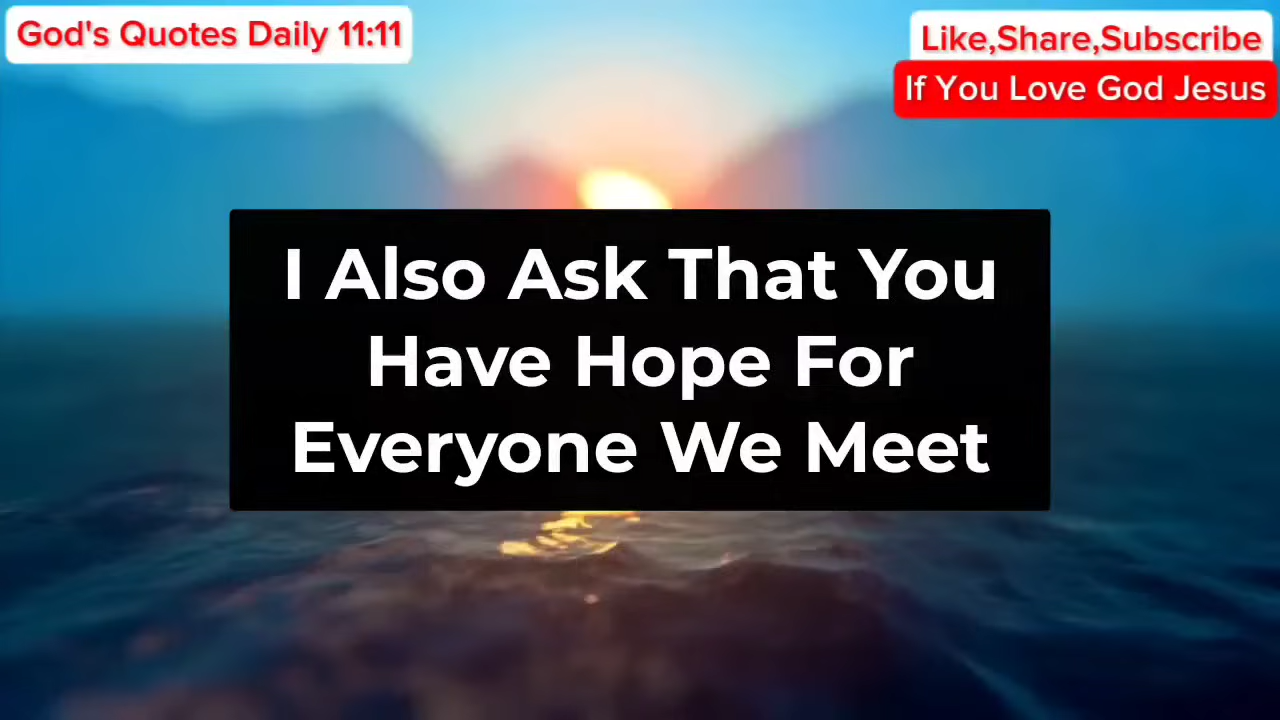 God's Quotes Daily 11:11
Like,Share,Subscribe
If You Love God Jesus
I Also Ask That You
Have Hope For
Everyone We Meet